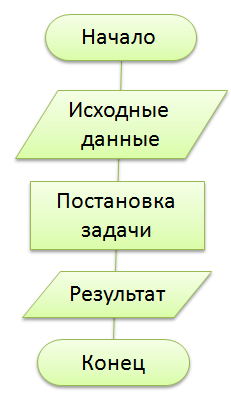 Начало
Исходные
данные
Постановка
задачи
Результат
Конец